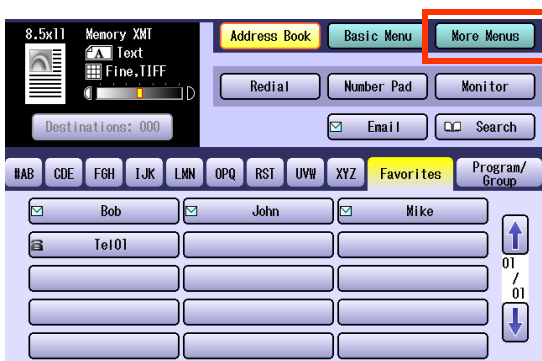 8.5x11 Memory XMT
A Text
Fine,TIFF
D
Destinations: 000
Address Book Basic Menu More Menus
Redial Number Pad Monitor
Email Search
#AB CDE FGH IJK LMN OPQ RST UVW XYZ Favorites Program/
Group
Bob John Mike
Tel01
01
/
01